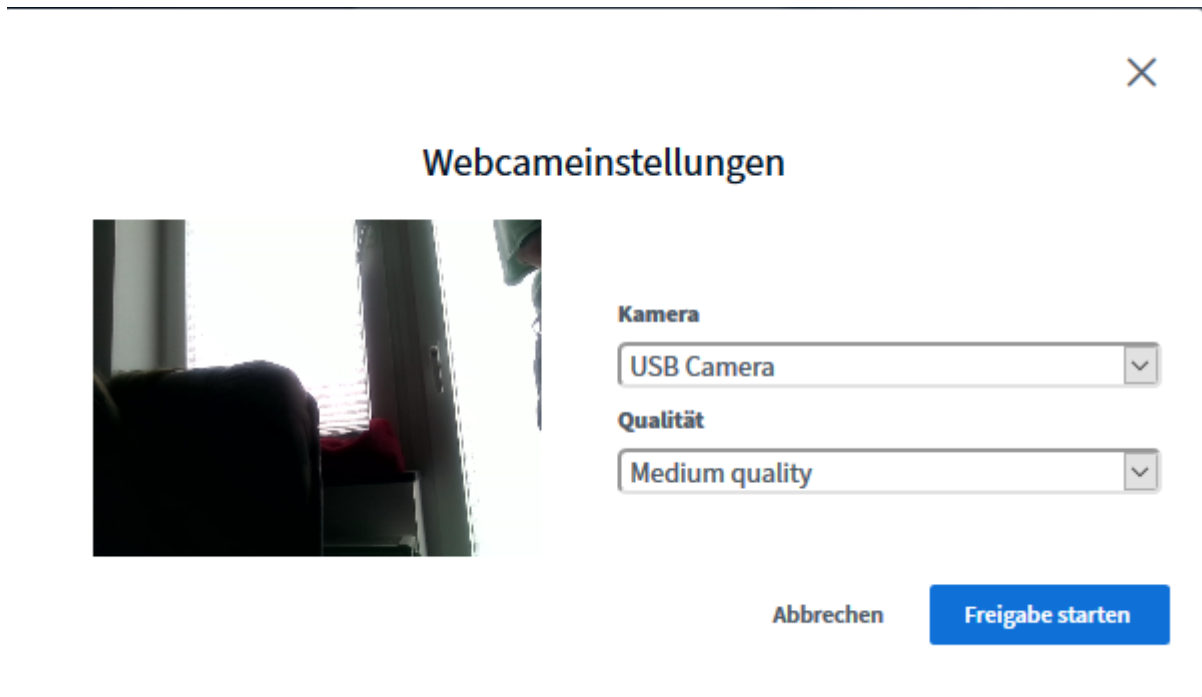 Webcameinstellungen
Kamera
USB Camera
Qualität
Medium quality
Abbrechen
Freigabe starten